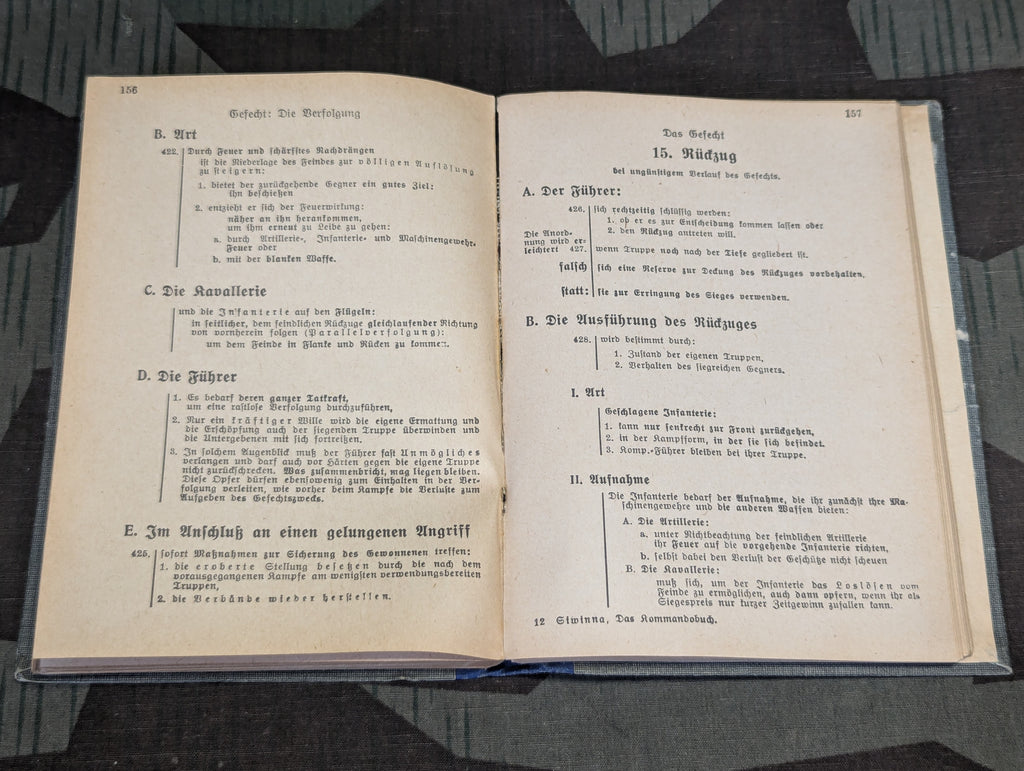 156
Gefecht: Die Verfolgung
B. Art
422. Durch Feuer und schärfstes Nachdrängen
ist die Niederlage des Feindes zur völligen Auflösung
zu steigern:
1. bietet der zurückgehende Gegner ein gutes Ziel:
ihn beschießen
2. entzieht er sich der Feuerwirkung:
näher an ihn herankommen,
um ihm erneut zu Leibe zu gehen:
a. durch Artillerie-, Infanterie- und Maschinengewehr-
Feuer oder
b. mit der blanken Waffe.
C. Die Kavallerie
und die Infanterie auf den Flügeln:
in seitlicher, dem feindlichen Rückzuge gleichlaufender Richtung
von vornherein folgen (Parallelverfolgung):
um dem Feinde in Flanke und Rücken zu kommen.
D. Die Führer
1. Es bedarf deren ganzer Tatkraft,
um eine rastlose Verfolgung durchzuführen,
2. Nur ein kräftiger Wille wird die eigene Ermattung und
die Erschöpfung auch der siegenden Truppe überwinden und
die Untergebenen mit sich fortreißen.
3. In solchem Augenblick muß der Führer fast Unmögliches
verlangen und darf auch vor Härten gegen die eigene Truppe
nicht zurückschrecken. Was zusammenbricht, mag liegen bleiben.
Diese Opfer dürfen ebensowenig zum Einhalten in der Ver-
folgung verleiten, wie vorher beim Kampfe die Verluste zum
Aufgeben des Gefechtszwecks.
E. Im Anschluß an einen gelungenen Angriff
425. sofort Maßnahmen zur Sicherung des Gewonnenen treffen:
1. die eroberte Stellung besetzen durch die nach dem
vorausgegangenen Kampfe am wenigsten verwendungsbereiten
Truppen,
2. die Verbände wieder herstellen.
157
Das Gefecht
15. Rückzug
bei ungünstigem Verlauf des Gefechts.
A. Der Führer:
426. sich rechtzeitig schlüssig werden:
1. ob er es zur Entscheidung kommen lassen oder
2. den Rückzug antreten will.
Die Anord-
nung wird er-
leichtert 427. wenn Truppe noch nach der Tiefe gegliedert ist.
falsch sich eine Reserve zur Deckung des Rückzuges vorbehalten,
statt: sie zur Erringung des Sieges verwenden.
B. Die Ausführung des Rückzuges
428. wird bestimmt durch:
1. Zustand der eigenen Truppen,
2. Verhalten des siegreichen Gegners.
I. Art
Geschlagene Infanterie:
1. kann nur senkrecht zur Front zurückgehen,
2. in der Kampfform, in der sie sich befindet.
3. Komp.-Führer bleiben bei ihrer Truppe.
II. Aufnahme
Die Infanterie bedarf der Aufnahme, die ihr zunächst ihre Ma-
schinengewehre und die anderen Waffen bieten:
A. Die Artillerie:
a. unter Nichtbeachtung der feindlichen Artillerie
ihr Feuer auf die vorgehende Infanterie richten,
b. selbst dabei den Verlust der Geschütze nicht scheuen
B. Die Kavallerie:
muß sich, um der Infanterie das Loslösen vom
Feinde zu ermöglichen, auch dann opfern, wenn ihr als
Siegespreis nur kurzer Zeitgewinn zufallen kann.
12 Siwinna, Das Kommandobuch.